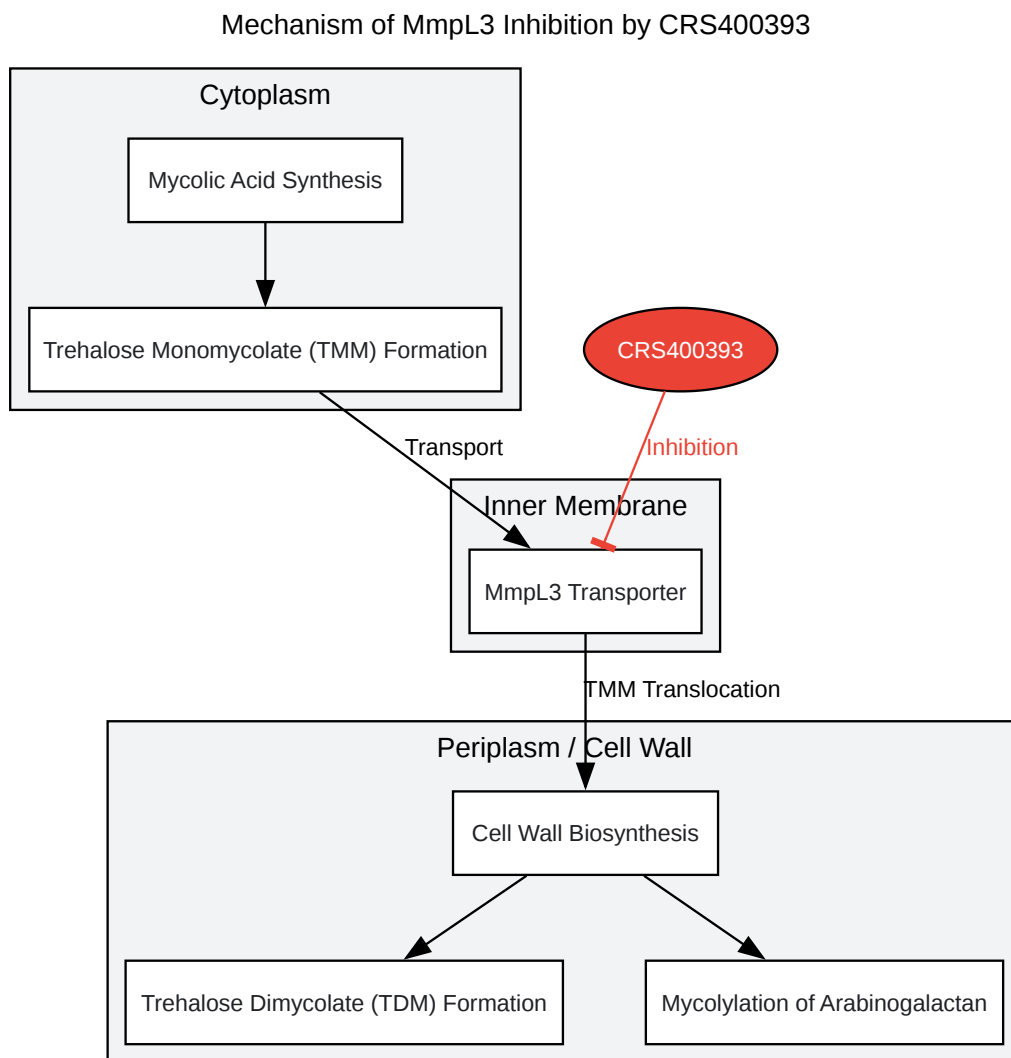 Mechanism of MmpL3 Inhibition by CRS400393
Cytoplasm
Mycolic Acid Synthesis
Trehalose Monomycolate (TMM) Formation
CRS400393
Transport
Inhibition
Inner Membrane
MmpL3 Transporter
TMM Translocation
Periplasm / Cell Wall
Cell Wall Biosynthesis
Trehalose Dimycolate (TDM) Formation
Mycolylation of Arabinogalactan